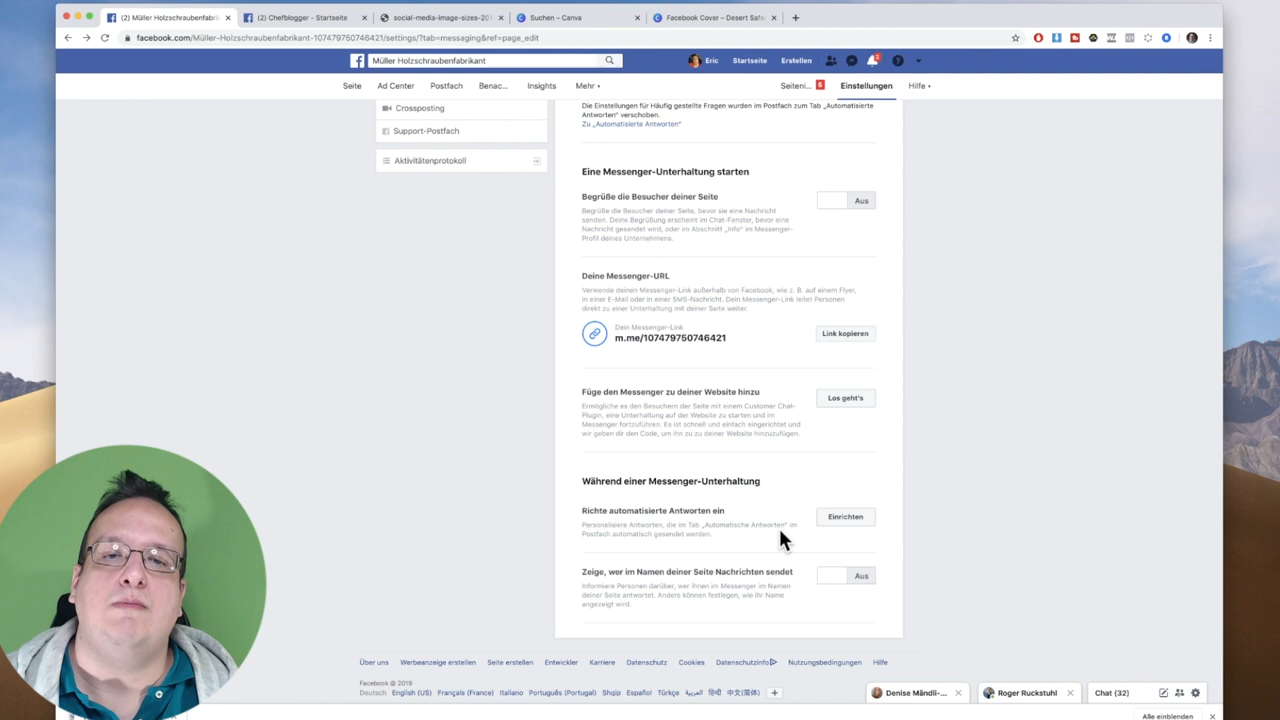 (2) Müller Holzschraubenfabrik
(2) Chefblogger - Startseite
social-media-image-sizes-201
Suchen – Canva
Facebook Cover – Desert Safa
facebook.com/Müller-Holzschraubenfabrikant-107479750746421/settings/?tab=messaging&ref=page_edit
Müller Holzschraubenfabrikant
Eric
Startseite
Erstellen
2
Seite
Ad Center
Postfach
Benac...
Insights
Mehr
Seiteni...
6
Einstellungen
Hilfe
Crossposting
Support-Postfach
Aktivitätenprotokoll
Die Einstellungen für Häufig gestellte Fragen wurden im Postfach zum Tab „Automatisierte
Antworten" verschoben.
Zu „Automatisierte Antworten"
Eine Messenger-Unterhaltung starten
Begrüße die Besucher deiner Seite
Aus
Begrüße die Besucher deiner Seite, bevor sie eine Nachricht
senden. Deine Begrüßung erscheint im Chat-Fenster, bevor eine
Nachricht gesendet wird, oder im Abschnitt „Info" im Messenger-
Profil deines Unternehmens.
Deine Messenger-URL
Verwende deinen Messenger-Link außerhalb von Facebook, wie z. B. auf einem Flyer,
in einer E-Mail oder in einer SMS-Nachricht. Dein Messenger-Link leitet Personen
direkt zu einer Unterhaltung mit deiner Seite weiter.
Dein Messenger-Link
m.me/107479750746421
Link kopieren
Füge den Messenger zu deiner Website hinzu
Los geht's
Ermögliche es den Besuchern der Seite mit einem Customer Chat-
Plugin, eine Unterhaltung auf der Website zu starten und im
Messenger fortzuführen. Es ist schnell und einfach eingerichtet und
wir geben dir den Code, um ihn zu zu deiner Website hinzuzufügen.
Während einer Messenger-Unterhaltung
Richte automatisierte Antworten ein
Einrichten
Personalisiere Antworten, die im Tab „Automatische Antworten" im
Postfach automatisch gesendet werden.
Zeige, wer im Namen deiner Seite Nachrichten sendet
Aus
Informiere Personen darüber, wer ihnen im Messenger im Namen
deiner Seite antwortet. Andere können festlegen, wie ihr Name
angezeigt wird.
Über uns
Werbeanzeige erstellen
Seite erstellen
Entwickler
Karriere
Datenschutz
Cookies
Datenschutzinfo
Nutzungsbedingungen
Hilfe
Facebook © 2019
Deutsch
English (US)
Français (France)
Italiano
Português (Portugal)
Shqip
Español
Türkçe
العربية
हिन्दी
中文(简体)
Denise Mändli-...
Roger Ruckstuhl
Chat (32)
Alle einblenden